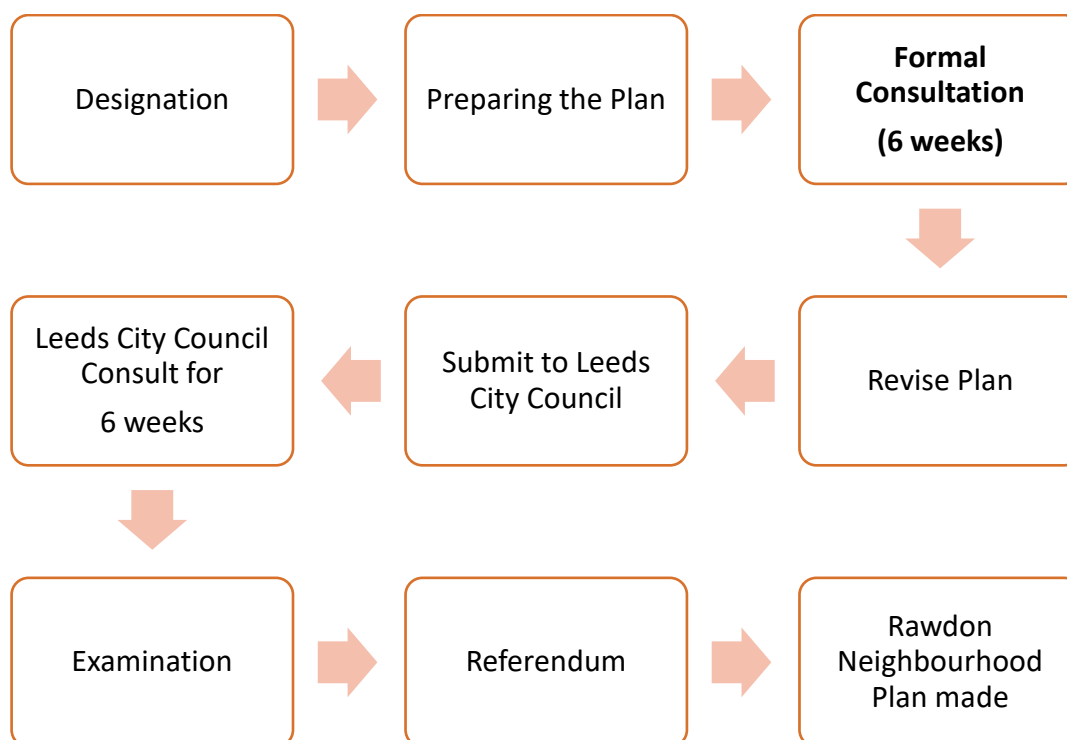 Designation
Preparing the Plan
Formal
Consultation
(6 weeks)
Revise Plan
Submit to Leeds
City Council
Leeds City Council
Consult for
6 weeks
Examination
Referendum
Rawdon
Neighbourhood
Plan made